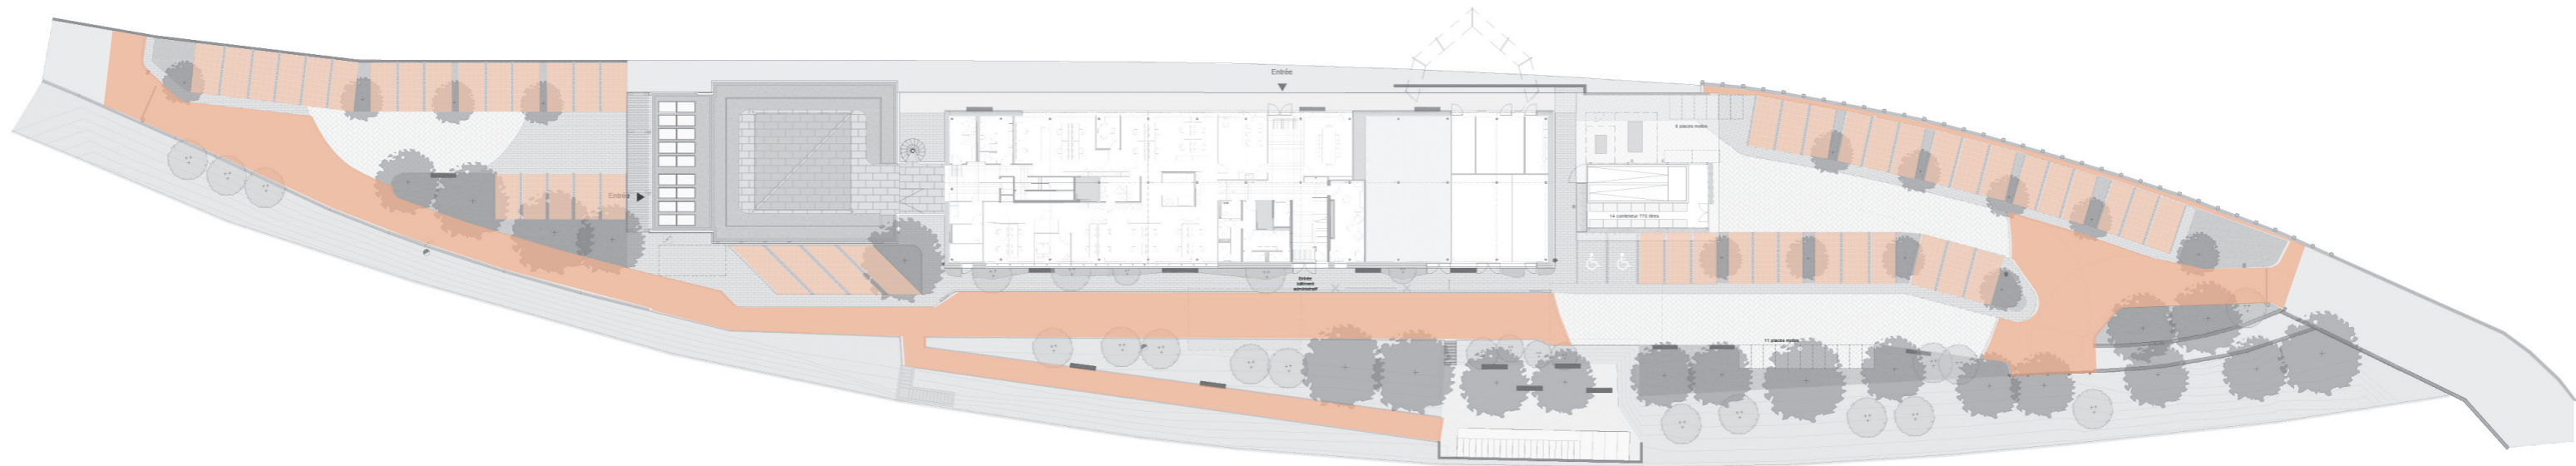 Entrée
6 places motos
Entrée
14 conteneur 770 litres
Entrée
bâtiment
administratif
11 places motos